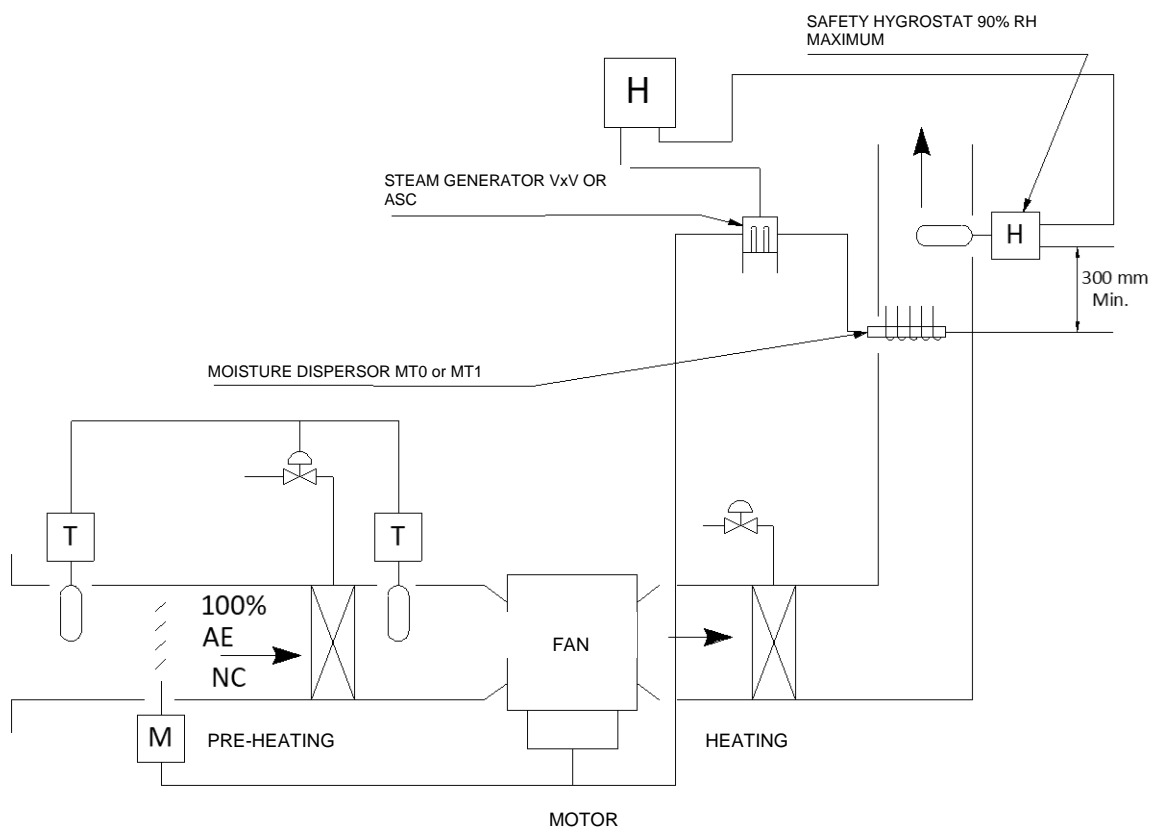 SAFETY HYGROSTAT 90% RH
MAXIMUM
H
STEAM GENERATOR VxV OR
ASC
H
300 mm
Min.
MOISTURE DISPERSOR MT0 or MT1
T
T
100%
AE
NC
FAN
M
PRE-HEATING
HEATING
MOTOR